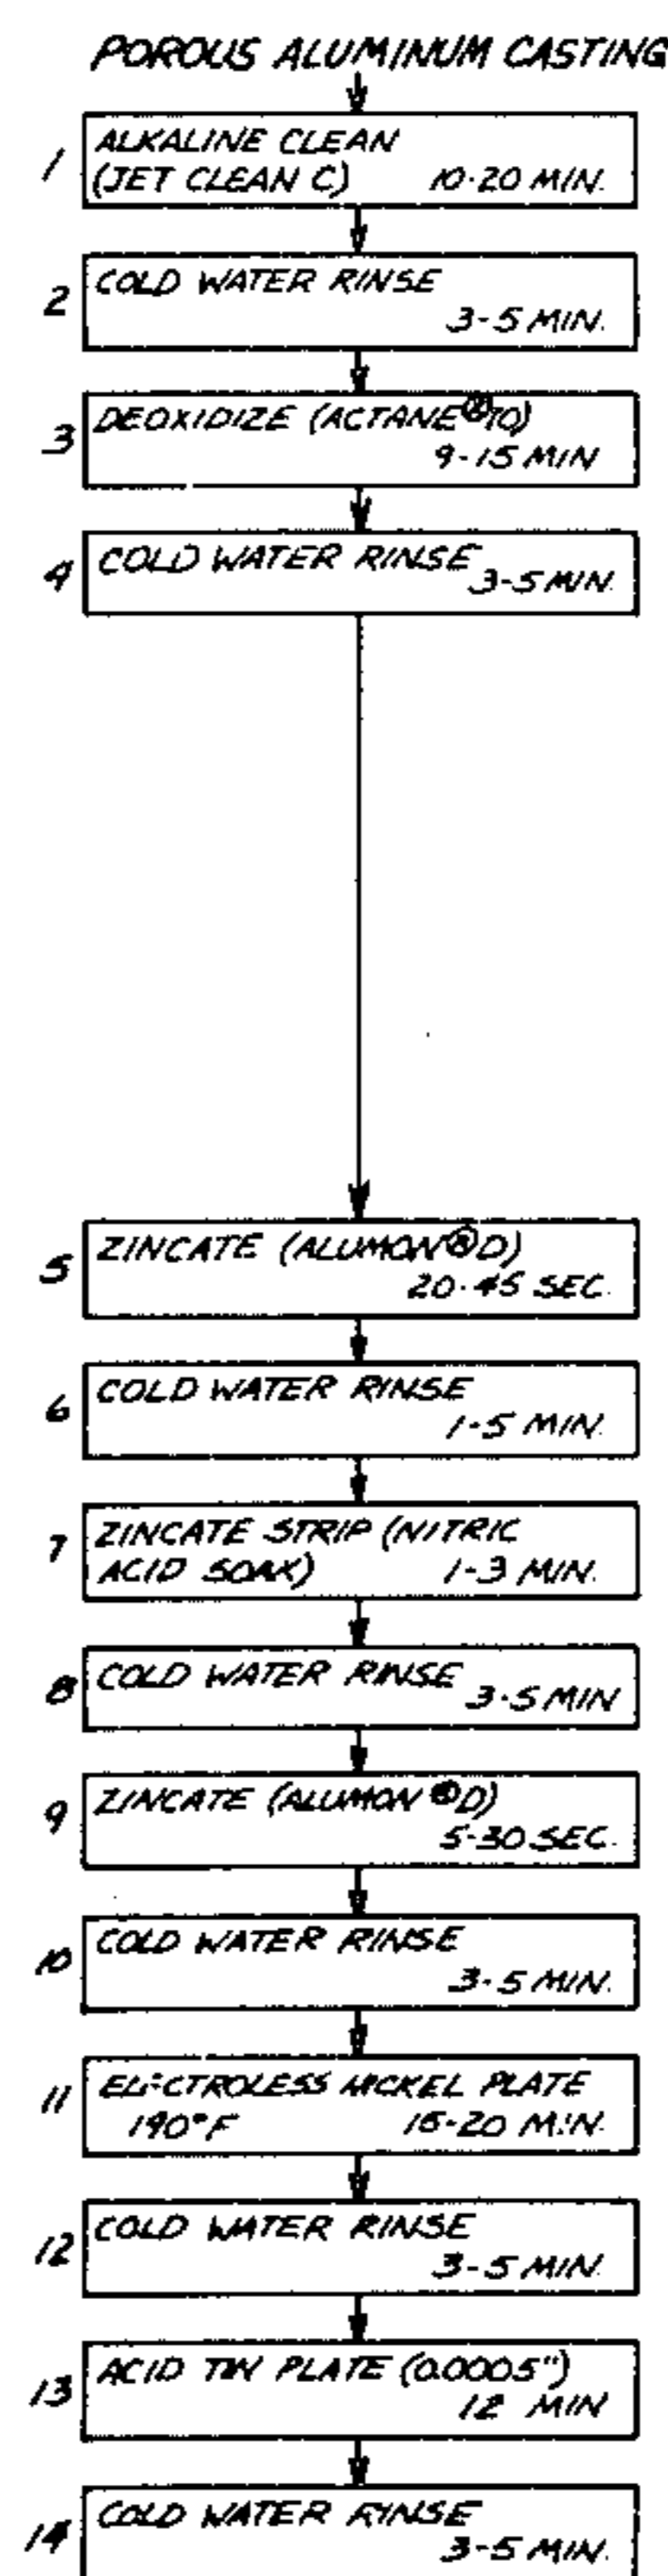 POROUS ALUMINUM CASTING
1
ALKALINE CLEAN
(JET CLEAN C) 10-20 MIN.
2
COLD WATER RINSE
3-5 MIN.
3
DEOXIDIZE (ACTANE®70)
9-15 MIN
4
COLD WATER RINSE
3-5 MIN.
5
ZINCATE (ALUMON®D)
20-45 SEC.
6
COLD WATER RINSE
1-5 MIN.
7
ZINCATE STRIP (NITRIC
ACID SOAK) 1-3 MIN.
8
COLD WATER RINSE
3-5 MIN
9
ZINCATE (ALUMON ®D)
5-30 SEC.
10
COLD WATER RINSE
3-5 MIN.
11
ELECTROLESS NICKEL PLATE
190°F 15-20 MIN.
12
COLD WATER RINSE
3-5 MIN.
13
ACID TIN PLATE (0.0005")
12 MIN
14
COLD WATER RINSE
3-5 MIN.